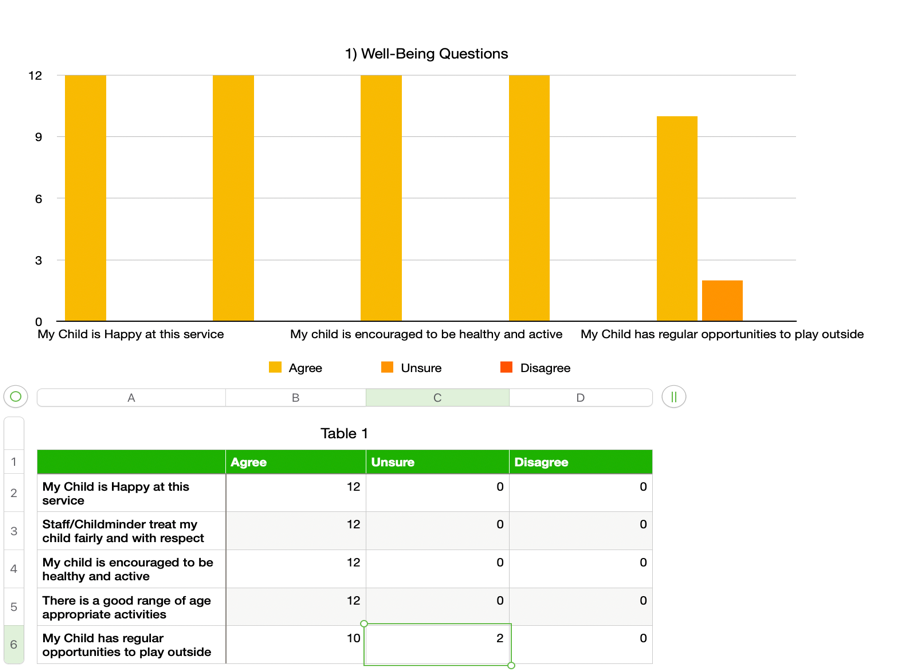 1) Well-Being Questions
12
9
6
3
0
My Child is Happy at this service
My child is encouraged to be healthy and active
My Child has regular opportunities to play outside
Agree Unsure Disagree
A B C D
Table 1
1 Agree Unsure Disagree
2 My Child is Happy at this
service 12 0 0
3 Staff/Childminder treat my
child fairly and with respect 12 0 0
4 My child is encouraged to be
healthy and active 12 0 0
5 There is a good range of age
appropriate activities 12 0 0
6 My Child has regular
opportunities to play outside 10 2 0